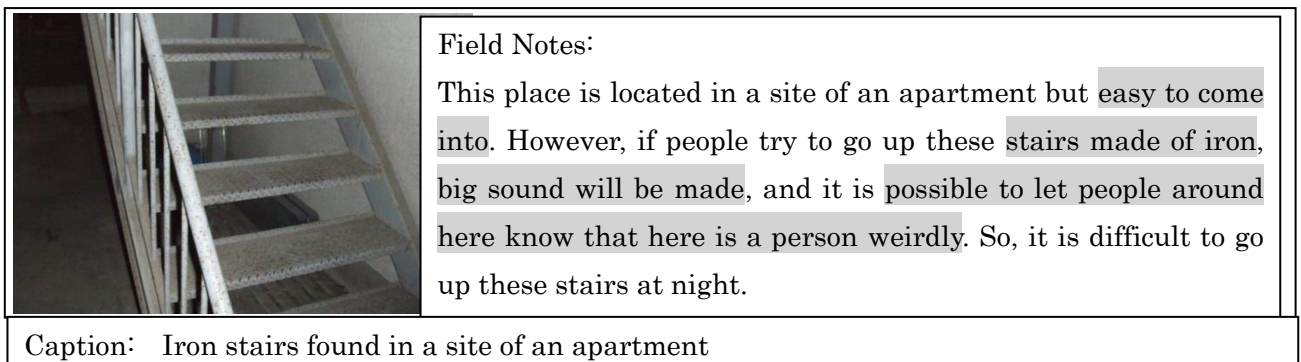 Field Notes:
This place is located in a site of an apartment but easy to come
into. However, if people try to go up these stairs made of iron,
big sound will be made, and it is possible to let people around
here know that here is a person weirdly. So, it is difficult to go
up these stairs at night.
Caption: Iron stairs found in a site of an apartment